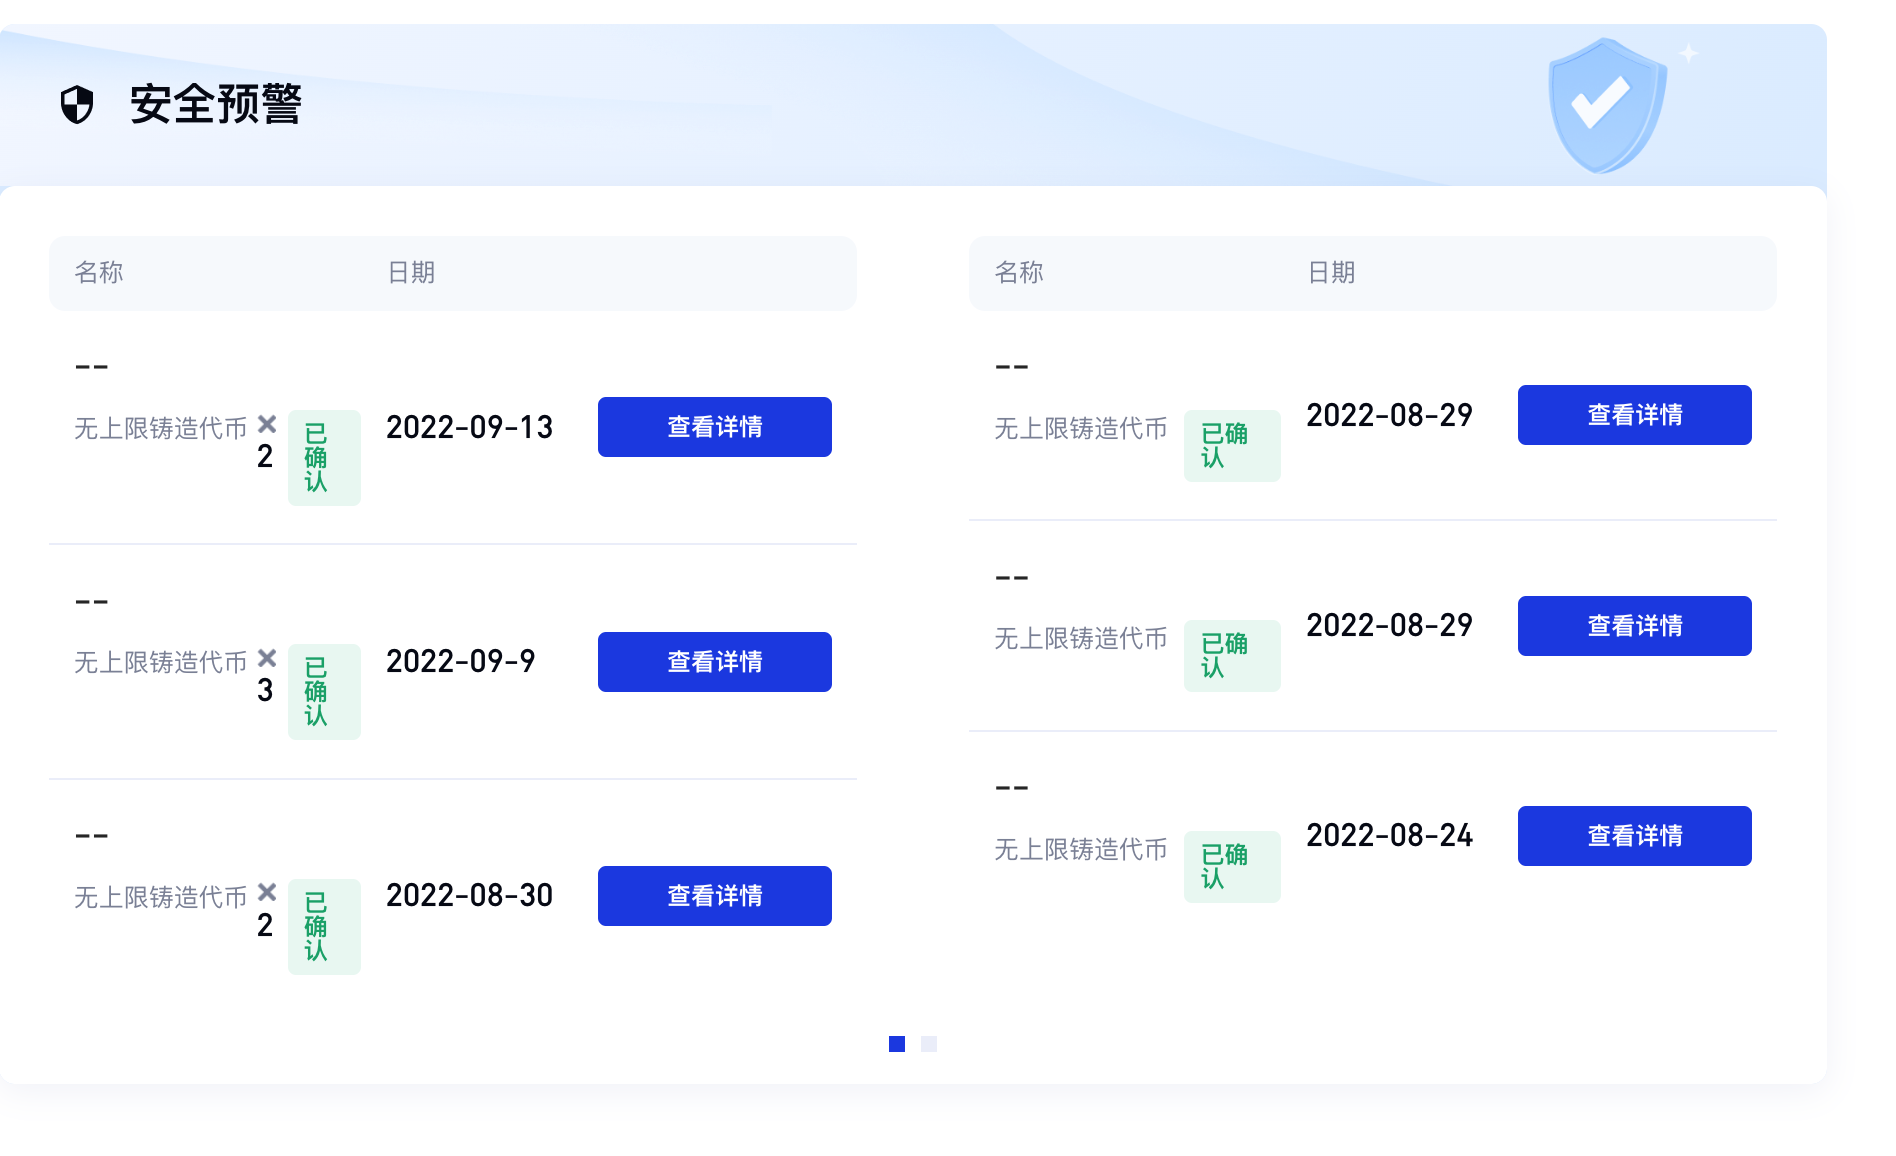 安全预警
名称 日期
--
无上限铸造代币 ×2 已确认 2022-09-13 查看详情
--
无上限铸造代币 ×3 已确认 2022-09-9 查看详情
--
无上限铸造代币 ×2 已确认 2022-08-30 查看详情
名称 日期
--
无上限铸造代币 已确认 2022-08-29 查看详情
--
无上限铸造代币 已确认 2022-08-29 查看详情
--
无上限铸造代币 已确认 2022-08-24 查看详情